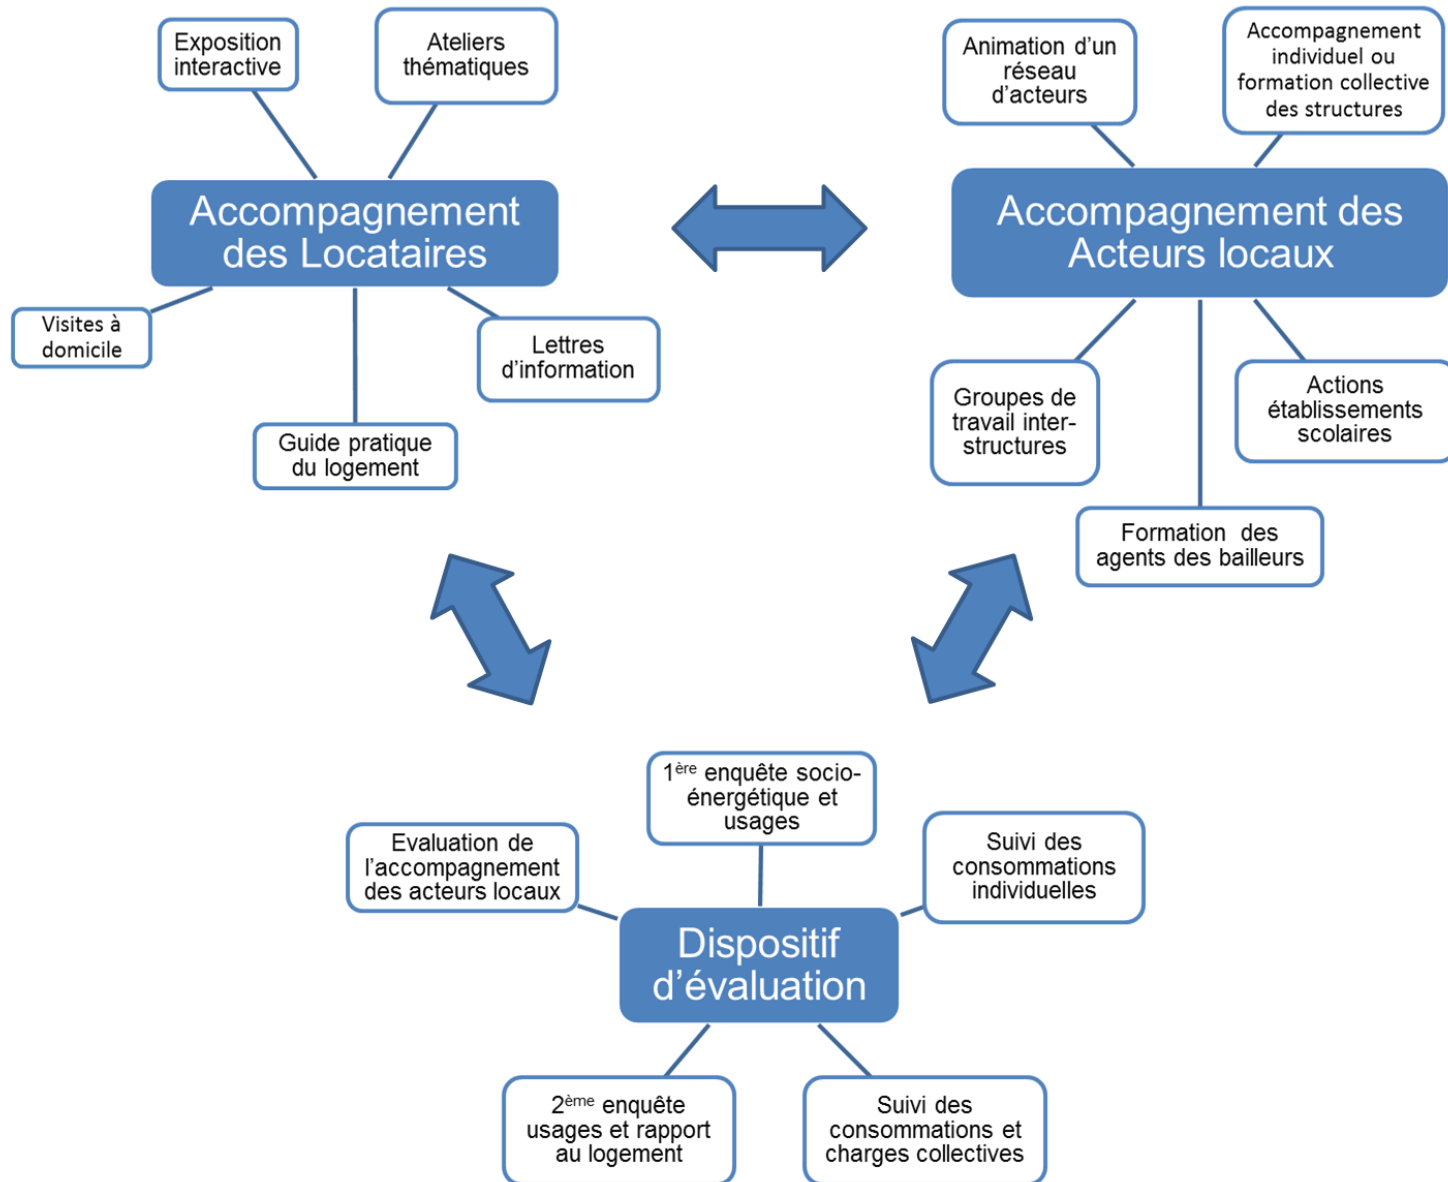 Exposition
interactive
Ateliers
thématiques
Accompagnement
des Locataires
Visites à
domicile
Guide pratique
du logement
Lettres
d’information
Animation d’un
réseau
d’acteurs
Accompagnement
individuel ou
formation collective
des structures
Accompagnement des
Acteurs locaux
Groupes de
travail inter-
structures
Formation des
agents des bailleurs
Actions
établissements
scolaires
1ère enquête socio-
énergétique et
usages
Evaluation de
l’accompagnement
des acteurs locaux
Suivi des
consommations
individuelles
Dispositif
d’évaluation
2ème enquête
usages et rapport
au logement
Suivi des
consommations et
charges collectives